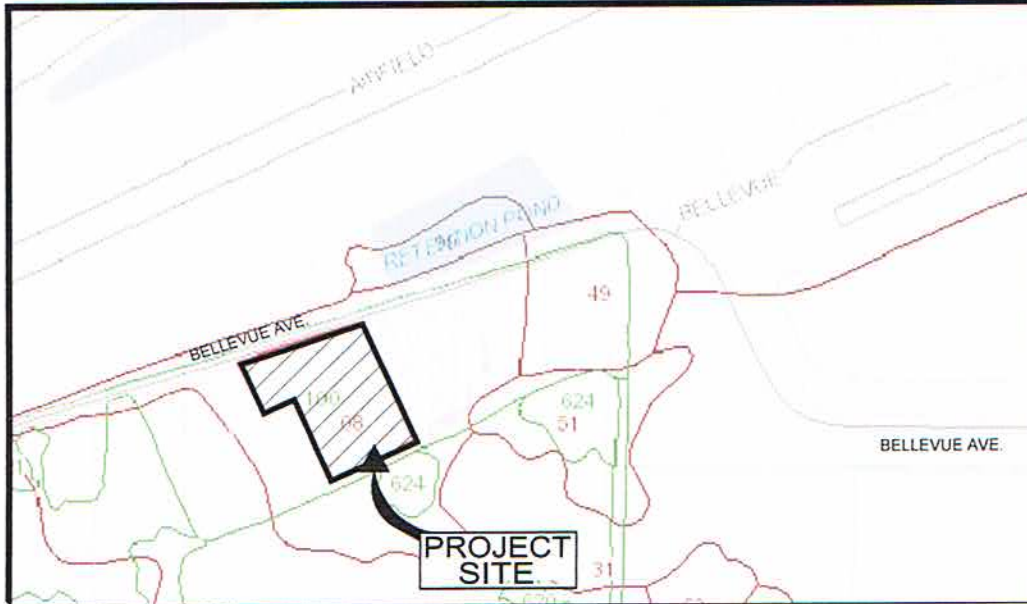 AIRFIELD
BELLEVUE
RETENTION POND
49
BELLEVUE AVE.
100
68
624
51
BELLEVUE AVE.
624
PROJECT
SITE
31